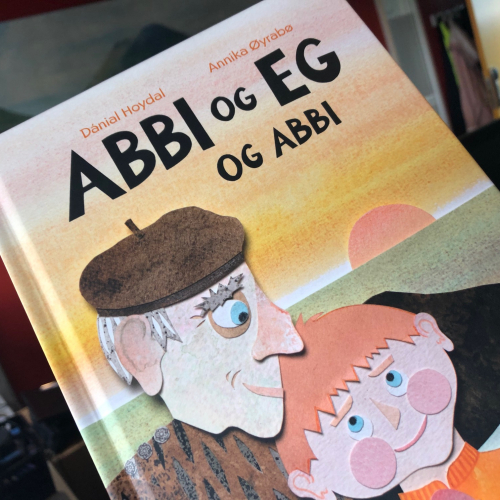 Dánial Hoydal
Annika Øyrabø
ABBI OG EG
OG ABBI